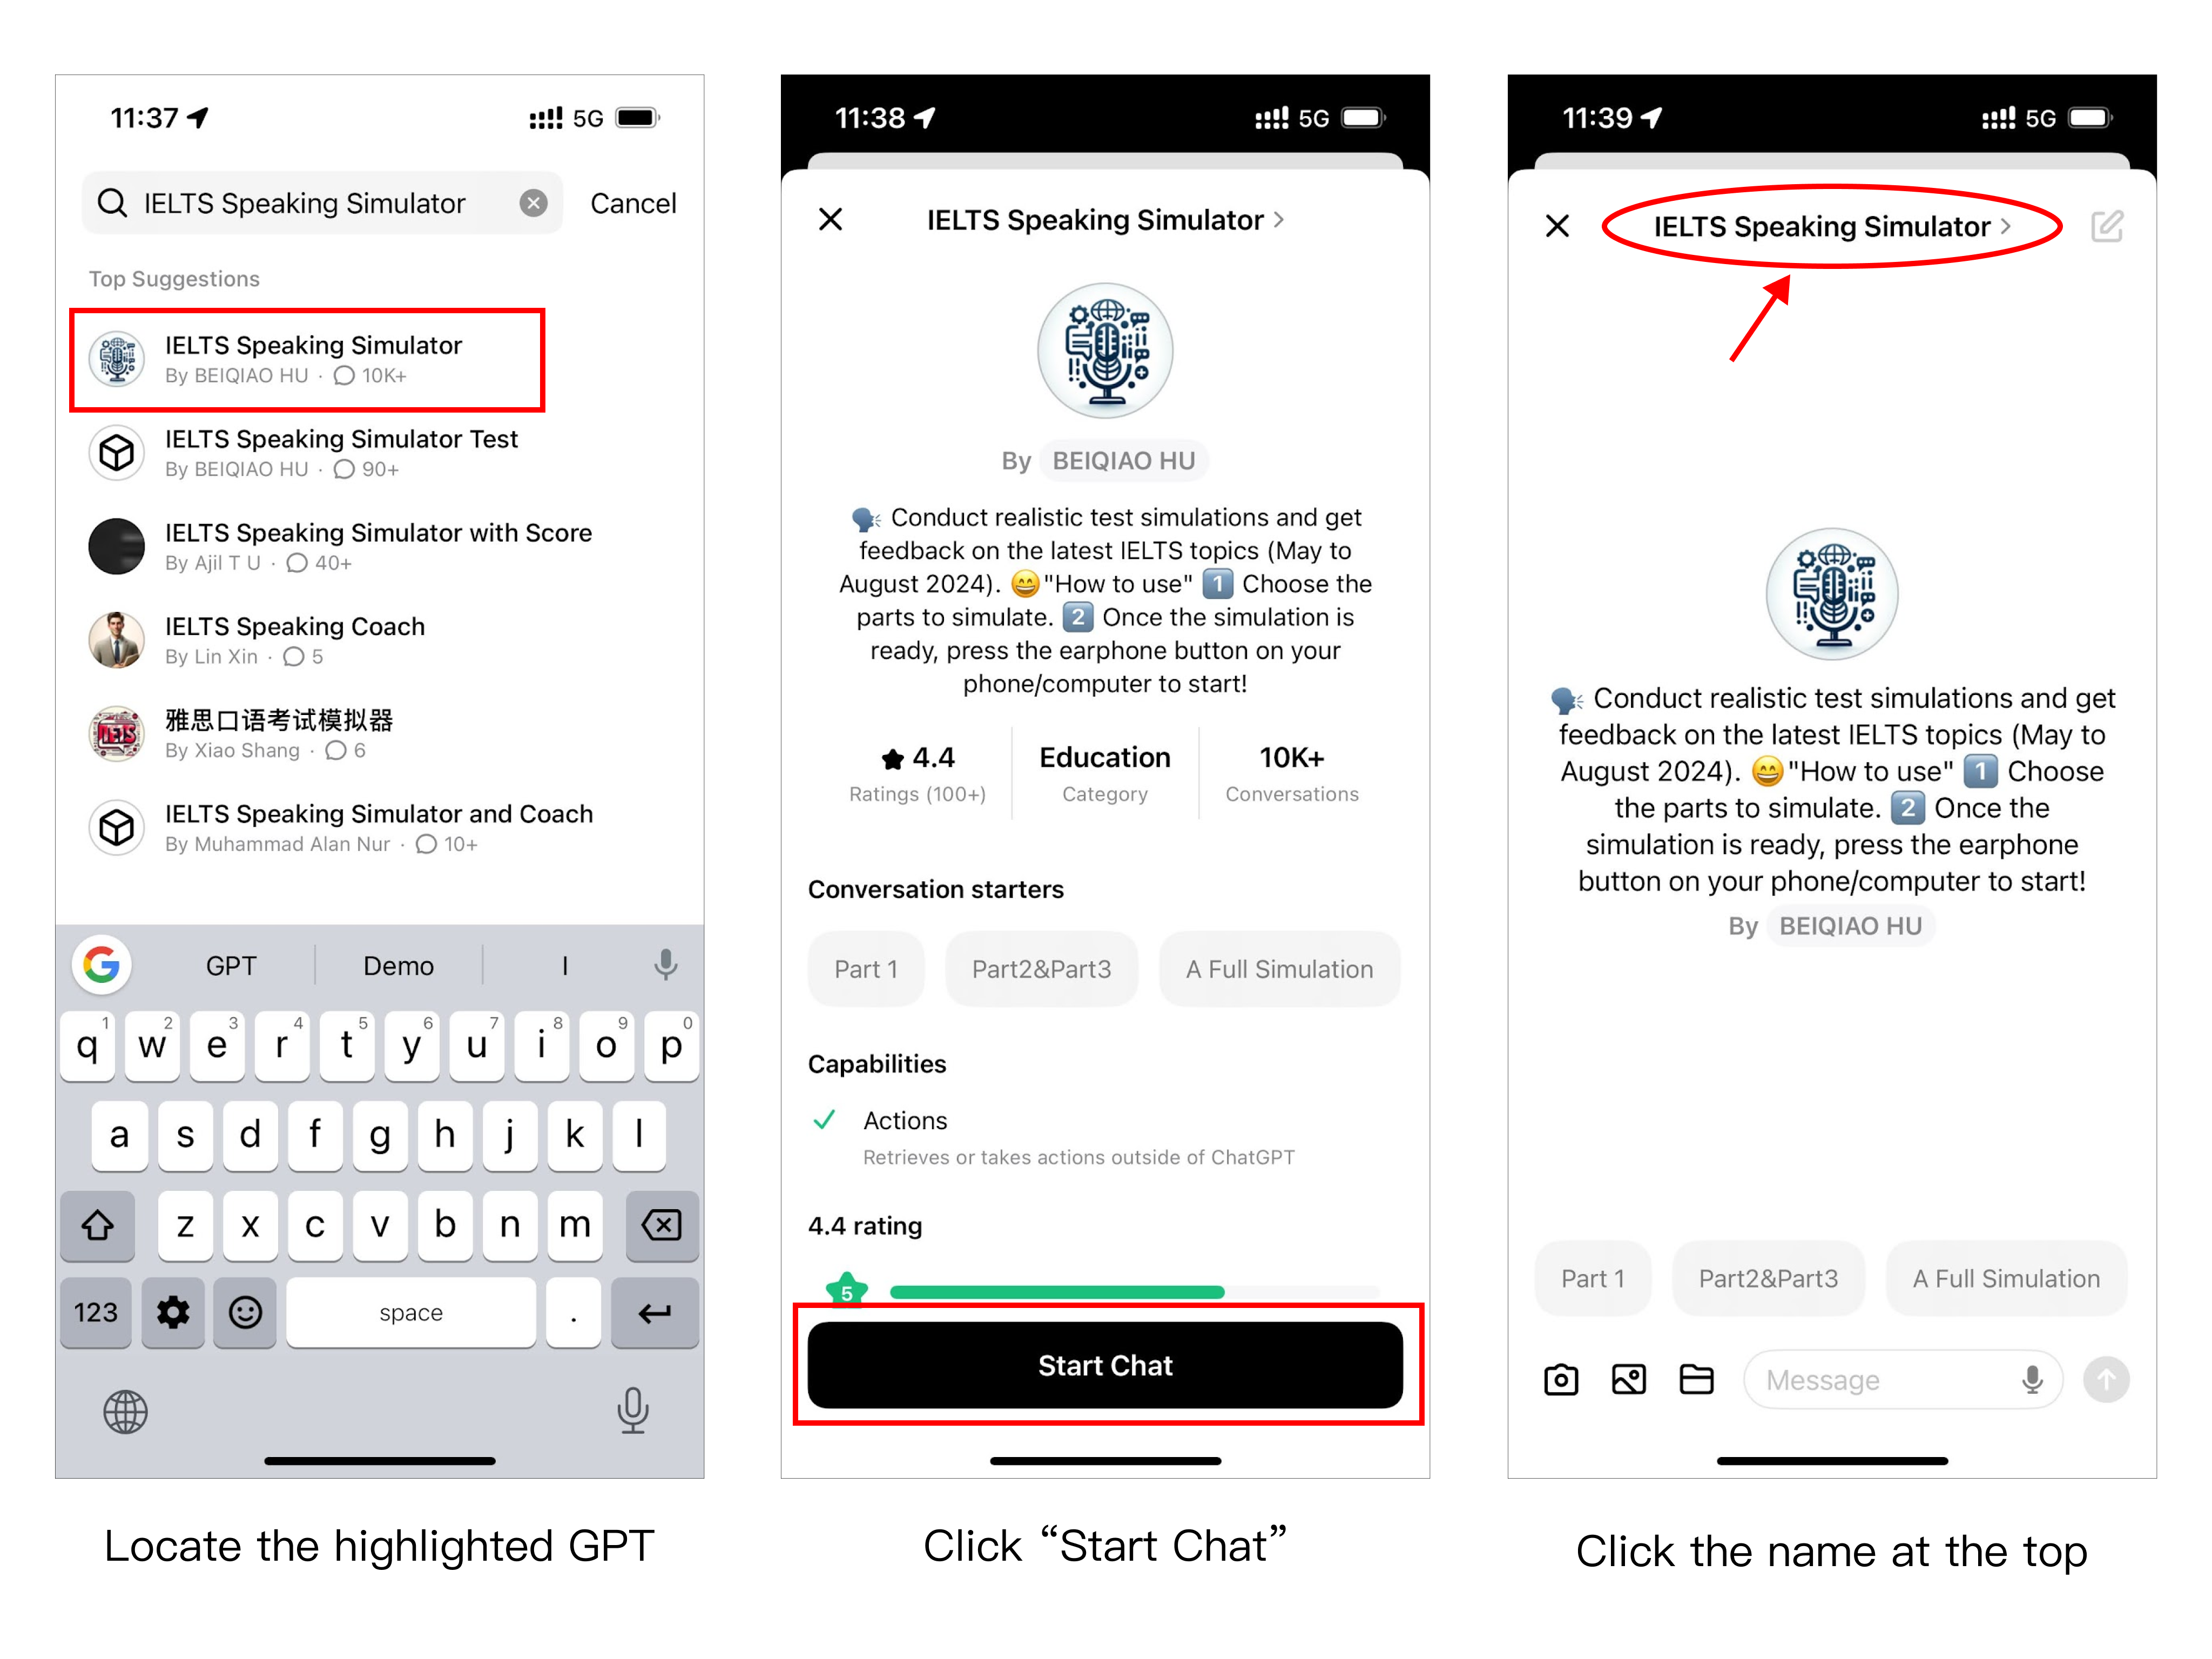 11:37 5G
IELTS Speaking Simulator Cancel
Top Suggestions
IELTS Speaking Simulator
By BEIQIAO HU · 10K+
IELTS Speaking Simulator Test
By BEIQIAO HU · 90+
IELTS Speaking Simulator with Score
By Ajil T U · 40+
IELTS Speaking Coach
By Lin Xin · 5
雅思口语考试模拟器
By Xiao Shang · 6
IELTS Speaking Simulator and Coach
By Muhammad Alan Nur · 10+
G GPT Demo I
q1 w2 e3 r4 t5 y6 u7 i8 o9 p0
a s d f g h j k l
z x c v b n m
123 space .
Locate the highlighted GPT
11:38 5G
IELTS Speaking Simulator >
By BEIQIAO HU
🗣️ Conduct realistic test simulations and get
feedback on the latest IELTS topics (May to
August 2024). 😄"How to use" 1️⃣ Choose the
parts to simulate. 2️⃣ Once the simulation is
ready, press the earphone button on your
phone/computer to start!
★ 4.4 Education 10K+
Ratings (100+) Category Conversations
Conversation starters
Part 1 Part2&Part3 A Full Simulation
Capabilities
Actions
Retrieves or takes actions outside of ChatGPT
4.4 rating
5
Start Chat
Click “Start Chat”
11:39 5G
IELTS Speaking Simulator >
🗣️ Conduct realistic test simulations and get
feedback on the latest IELTS topics (May to
August 2024). 😄"How to use" 1️⃣ Choose
the parts to simulate. 2️⃣ Once the
simulation is ready, press the earphone
button on your phone/computer to start!
By BEIQIAO HU
Part 1 Part2&Part3 A Full Simulation
Message
Click the name at the top